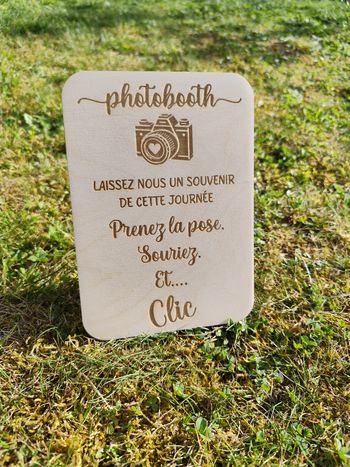 photobooth
LAISSEZ NOUS UN SOUVENIR
DE CETTE JOURNÉE
Prenez la pose.
Souriez.
Et....
Clic